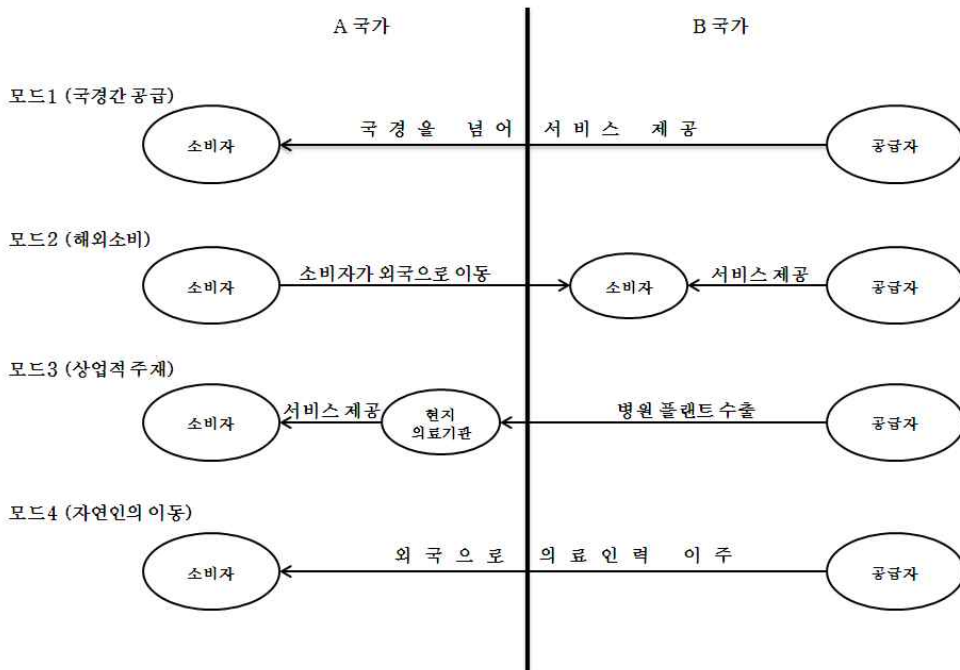 A 국가
B 국가
모드1 (국경간 공급)
소비자
국경을 넘어 서비스 제공
공급자
모드2 (해외소비)
소비자
소비자가 외국으로 이동
소비자
서비스 제공
공급자
모드3 (상업적 주재)
소비자
서비스 제공
현지
의료기관
병원 플랜트 수출
공급자
모드4 (자연인의 이동)
소비자
외국으로 의료인력 이주
공급자